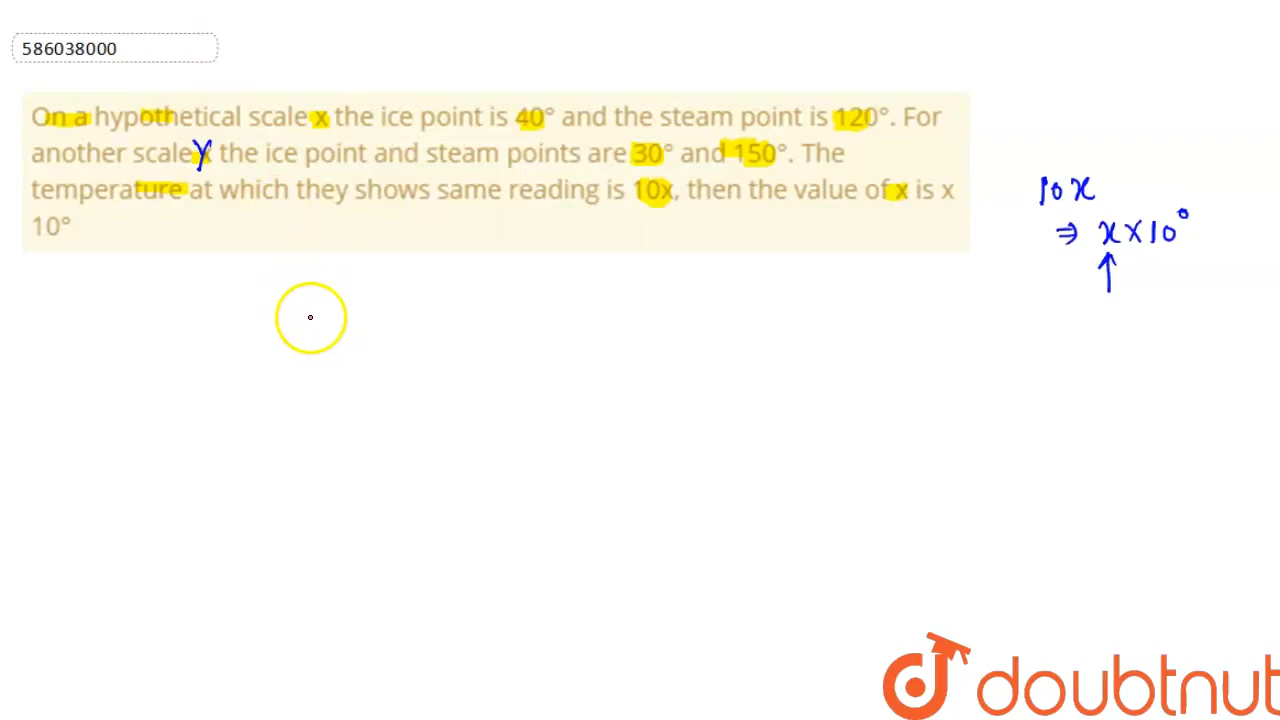 586038000
On a hypothetical scale x the ice point is 40° and the steam point is 120°. For
another scale y the ice point and steam points are 30° and 150°. The
temperature at which they shows same reading is 10x, then the value of x is x
10°
10 x
⇒ x × 10°
doubtnut